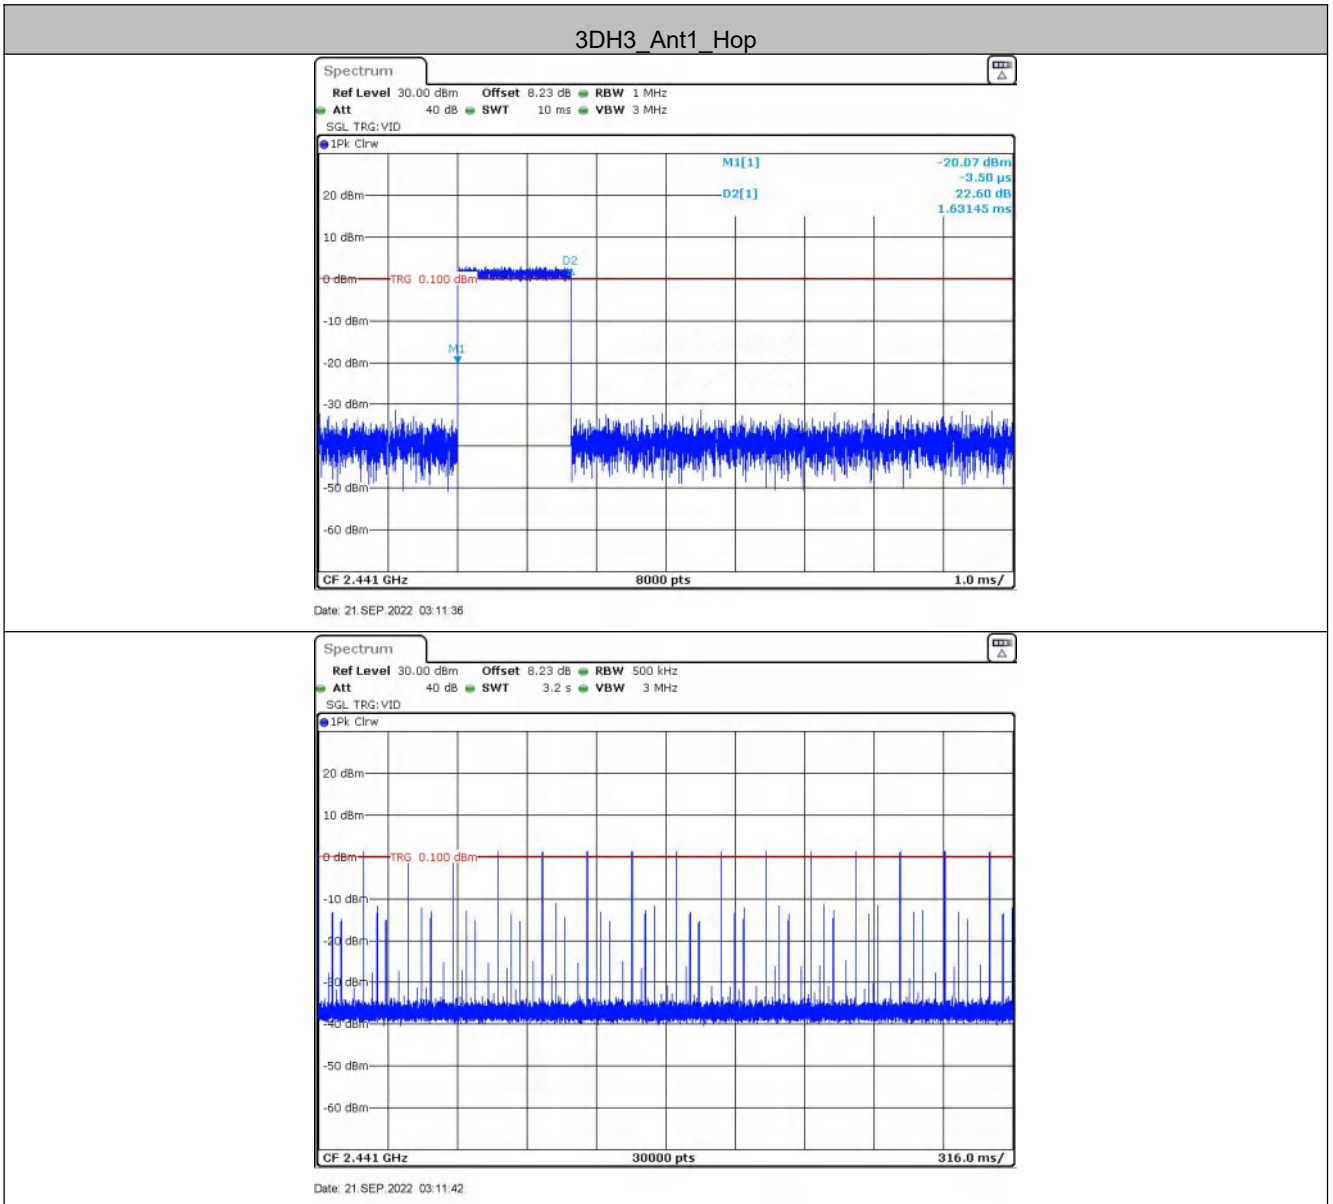 3DH3_Ant1_Hop
Spectrum
Ref Level 30.00 dBm Offset 8.23 dB RBW 1 MHz
Att 40 dB SWT 10 ms VBW 3 MHz
SGL TRG:VID
1Pk Clrw
M1[1] -20.07 dBm
-3.50 µs
D2[1] 22.60 dB
1.63145 ms
20 dBm
10 dBm
D2
0 dBm
TRG 0.100 dBm
-10 dBm
M1
-20 dBm
-30 dBm
-50 dBm
-60 dBm
CF 2.441 GHz 8000 pts 1.0 ms/
Date: 21.SEP.2022 03:11:36
Spectrum
Ref Level 30.00 dBm Offset 8.23 dB RBW 500 kHz
Att 40 dB SWT 3.2 s VBW 3 MHz
SGL TRG:VID
1Pk Clrw
20 dBm
10 dBm
0 dBm
TRG 0.100 dBm
-10 dBm
-20 dBm
-30 dBm
-40 dBm
-50 dBm
-60 dBm
CF 2.441 GHz 30000 pts 316.0 ms/
Date: 21.SEP.2022 03:11:42